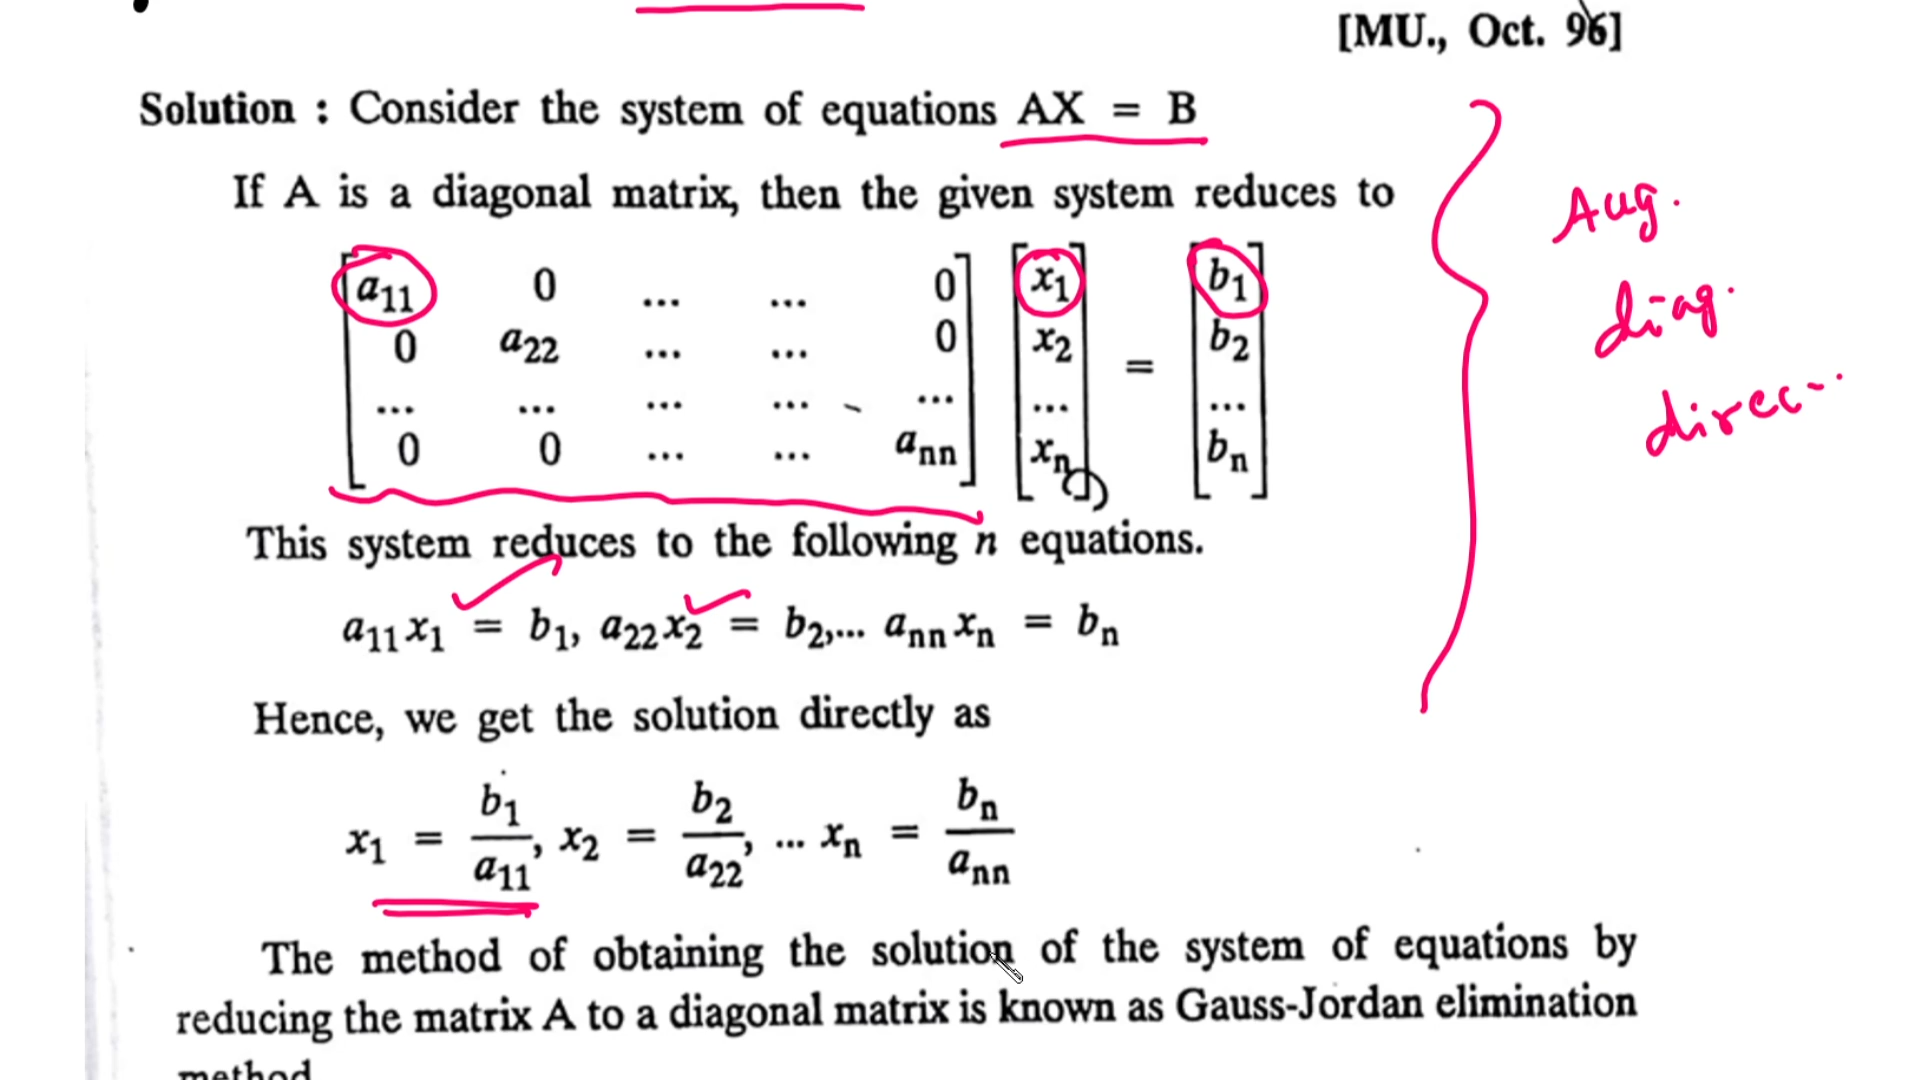 [MU., Oct. 96]
Solution : Consider the system of equations AX = B
If A is a diagonal matrix, then the given system reduces to
a11 0 ... ... 0 x1 b1
0 a22 ... ... 0 x2 = b2
... ... ... ... ... ... ...
0 0 ... ... ann xn bn
Aug.
diag.
direc-.
This system reduces to the following n equations.
a11x1 = b1, a22x2 = b2,... annxn = bn
Hence, we get the solution directly as
x1 = b1/a11, x2 = b2/a22, ... xn = bn/ann
The method of obtaining the solution of the system of equations by
reducing the matrix A to a diagonal matrix is known as Gauss-Jordan elimination
method